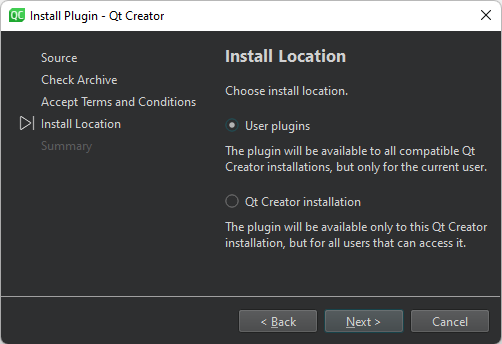 QC Install Plugin - Qt Creator
Source
Check Archive
Accept Terms and Conditions
Install Location
Summary
Install Location
Choose install location.
User plugins
The plugin will be available to all compatible Qt
Creator installations, but only for the current user.
Qt Creator installation
The plugin will be available only to this Qt Creator
installation, but for all users that can access it.
< Back
Next >
Cancel